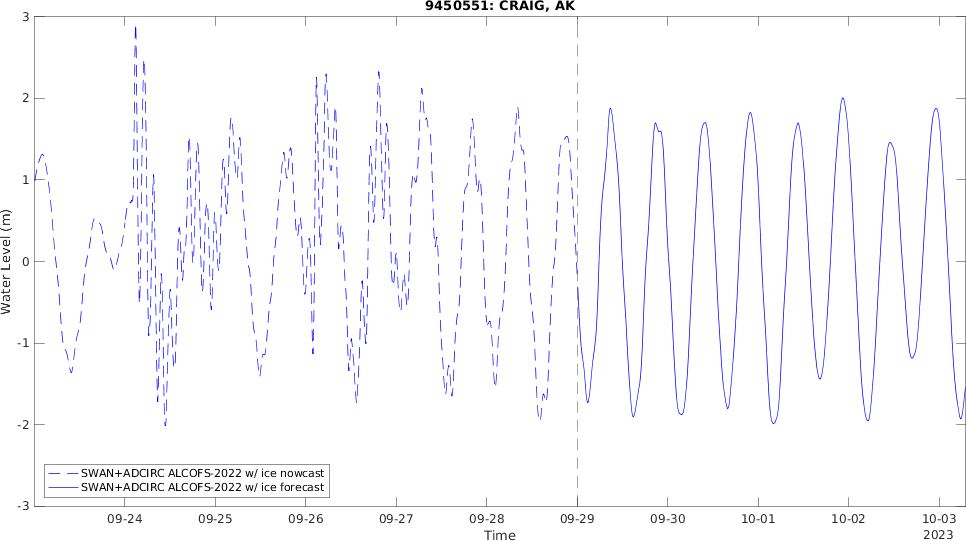 9450551: CRAIG, AK
3
2
1
0
-1
-2
-3
Water Level (m)
SWAN+ADCIRC ALCOFS-2022 w/ ice nowcast
SWAN+ADCIRC ALCOFS-2022 w/ ice forecast
09-24 09-25 09-26 09-27 09-28 09-29 09-30 10-01 10-02 10-03
2023
Time